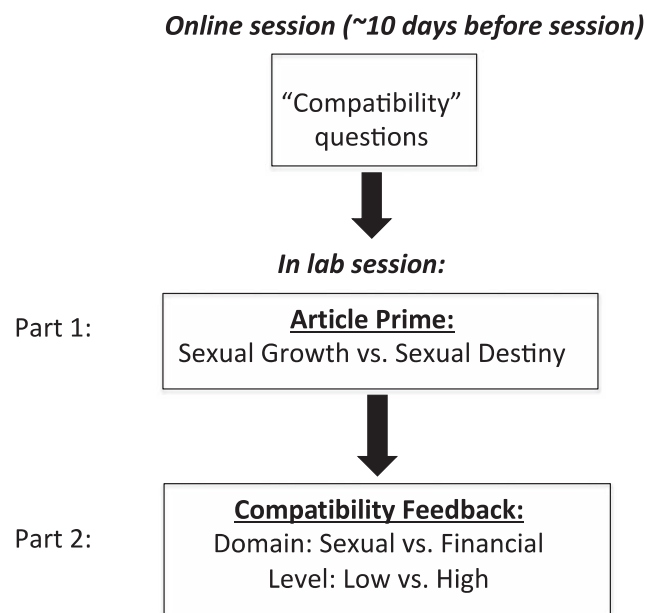 Online session (~10 days before session)
“Compatibility”
questions
In lab session:
Part 1:
Article Prime:
Sexual Growth vs. Sexual Destiny
Part 2:
Compatibility Feedback:
Domain: Sexual vs. Financial
Level: Low vs. High